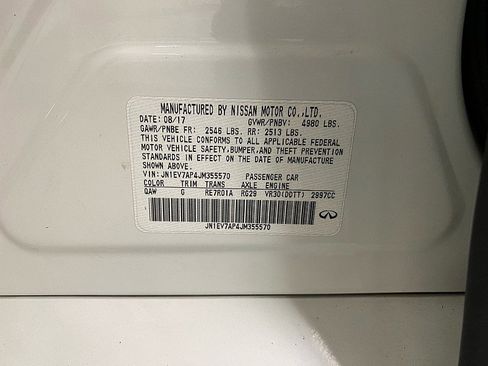 MANUFACTURED BY NISSAN MOTOR CO.,LTD.
DATE: 08/17 GVWR/PNBV: 4980 LBS.
GAWR/PNBE FR: 2546 LBS. RR: 2513 LBS.
THIS VEHICLE CONFORMS TO ALL APPLICABLE FEDERAL
MOTOR VEHICLE SAFETY, BUMPER, AND THEFT PREVENTION
STANDARDS IN EFFECT ON THE DATE OF MANUFACTURE
SHOWN ABOVE.
VIN: JN1EV7AP4JM355570 PASSENGER CAR
COLOR TRIM TRANS AXLE ENGINE
QAW G RE7R01A RG29 VR30(DDTT) 2997CC
JN1EV7AP4JM355570